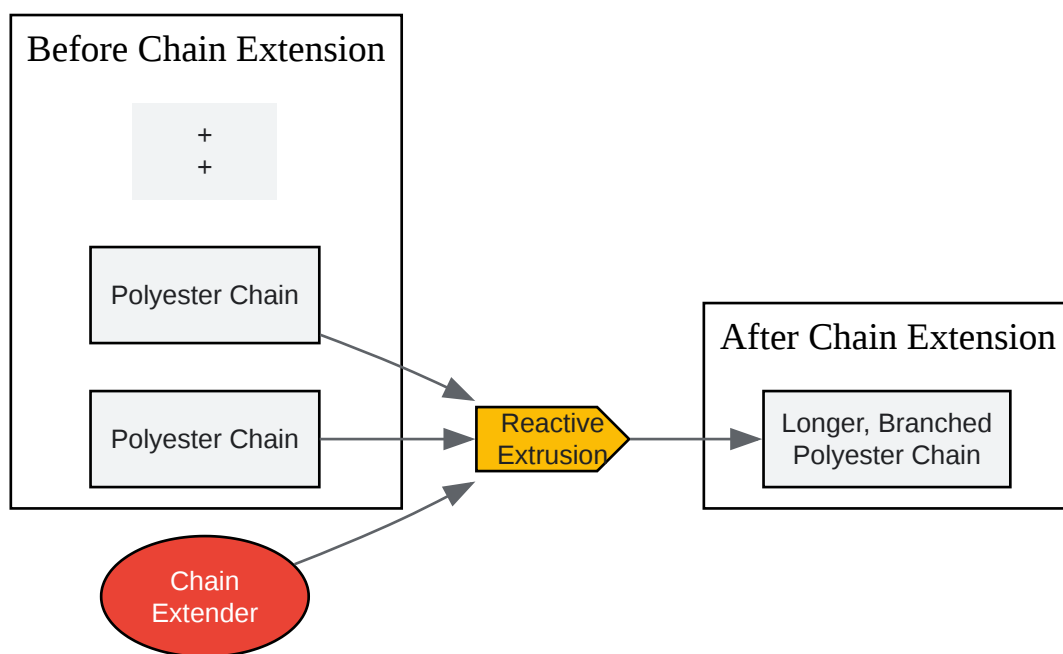 Before Chain Extension
+
+
Polyester Chain
Polyester Chain
Chain
Extender
Reactive
Extrusion
After Chain Extension
Longer, Branched
Polyester Chain